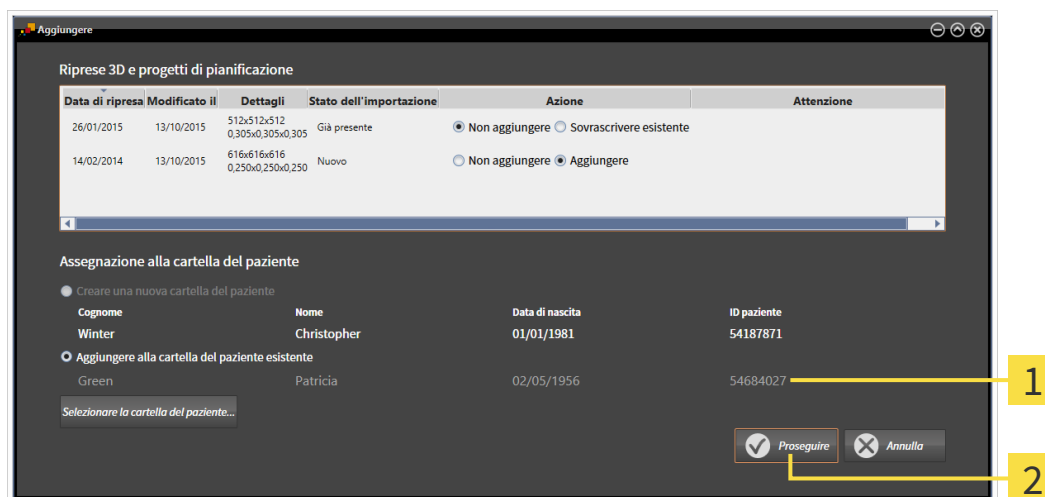 Aggiungere
Riprese 3D e progetti di pianificazione
Data di ripresa Modificato il Dettagli Stato dell'importazione Azione Attenzione
26/01/2015 13/10/2015 512x512x512 0,305x0,305x0,305 Già presente Non aggiungere Sovrascrivere esistente
14/02/2014 13/10/2015 616x616x616 0,250x0,250x0,250 Nuovo Non aggiungere Aggiungere
Assegnazione alla cartella del paziente
Creare una nuova cartella del paziente
Cognome Nome Data di nascita ID paziente
Winter Christopher 01/01/1981 54187871
Aggiungere alla cartella del paziente esistente
Green Patricia 02/05/1956 54684027 1
Selezionare la cartella del paziente...
Proseguire Annulla
2